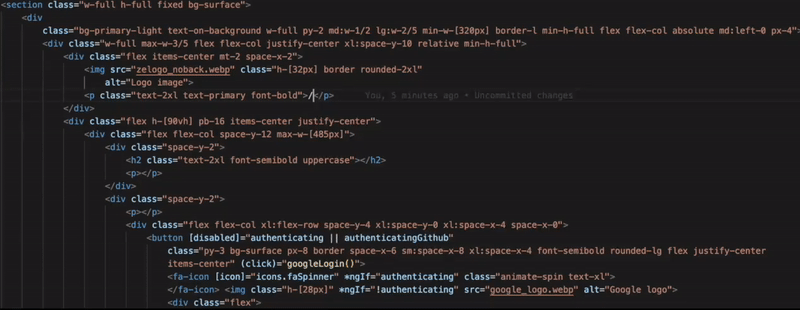 <section class="w-full h-full fixed bg-surface">
<div
class="bg-primary-light text-on-background w-full py-2 md:w-1/2 lg:w-2/5 min-w-[320px] border-l min-h-full flex flex-col absolute md:left-0 px-4">
<div class="w-full max-w-3/5 flex flex-col justify-center xl:space-y-10 relative min-h-full">
<div class="flex items-center mt-2 space-x-2">
<img src="zelogo_noback.webp" class="h-[32px] border rounded-2xl"
alt="Logo image">
<p class="text-2xl text-primary font-bold">/</p> You, 5 minutes ago • Uncommitted changes
</div>
<div class="flex h-[90vh] pb-16 items-center justify-center">
<div class="flex flex-col space-y-12 max-w-[485px]">
<div class="space-y-2">
<h2 class="text-2xl font-semibold uppercase"></h2>
<p></p>
</div>
<div class="space-y-2">
<p></p>
<div class="flex flex-col xl:flex-row space-y-4 xl:space-y-0 xl:space-x-4 space-x-0">
<button [disabled]="authenticating || authenticatingGithub"
class="py-3 bg-surface px-8 border space-x-6 sm:space-x-8 xl:space-x-4 font-semibold rounded-lg flex justify-center
items-center" (click)="googleLogin()">
<fa-icon [icon]="icons.faSpinner" *ngIf="authenticating" class="animate-spin text-xl">
</fa-icon> <img class="h-[28px]" *ngIf="!authenticating" src="google_logo.webp" alt="Google logo">
<div class="flex">